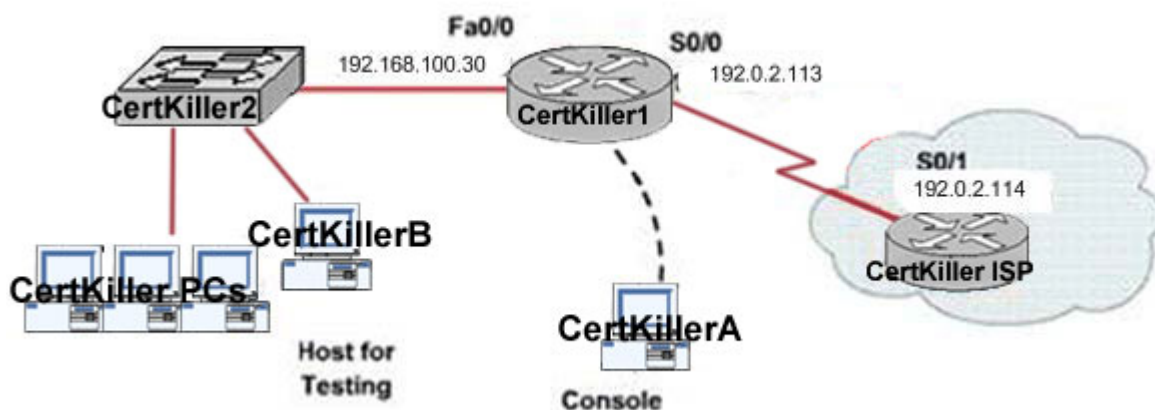 Fa0/0
S0/0
192.168.100.30
192.0.2.113
CertKiller2
CertKiller1
S0/1
192.0.2.114
CertKillerB
CertKiller ISP
CertKiller PCs
CertKillerA
Host for
Testing
Console